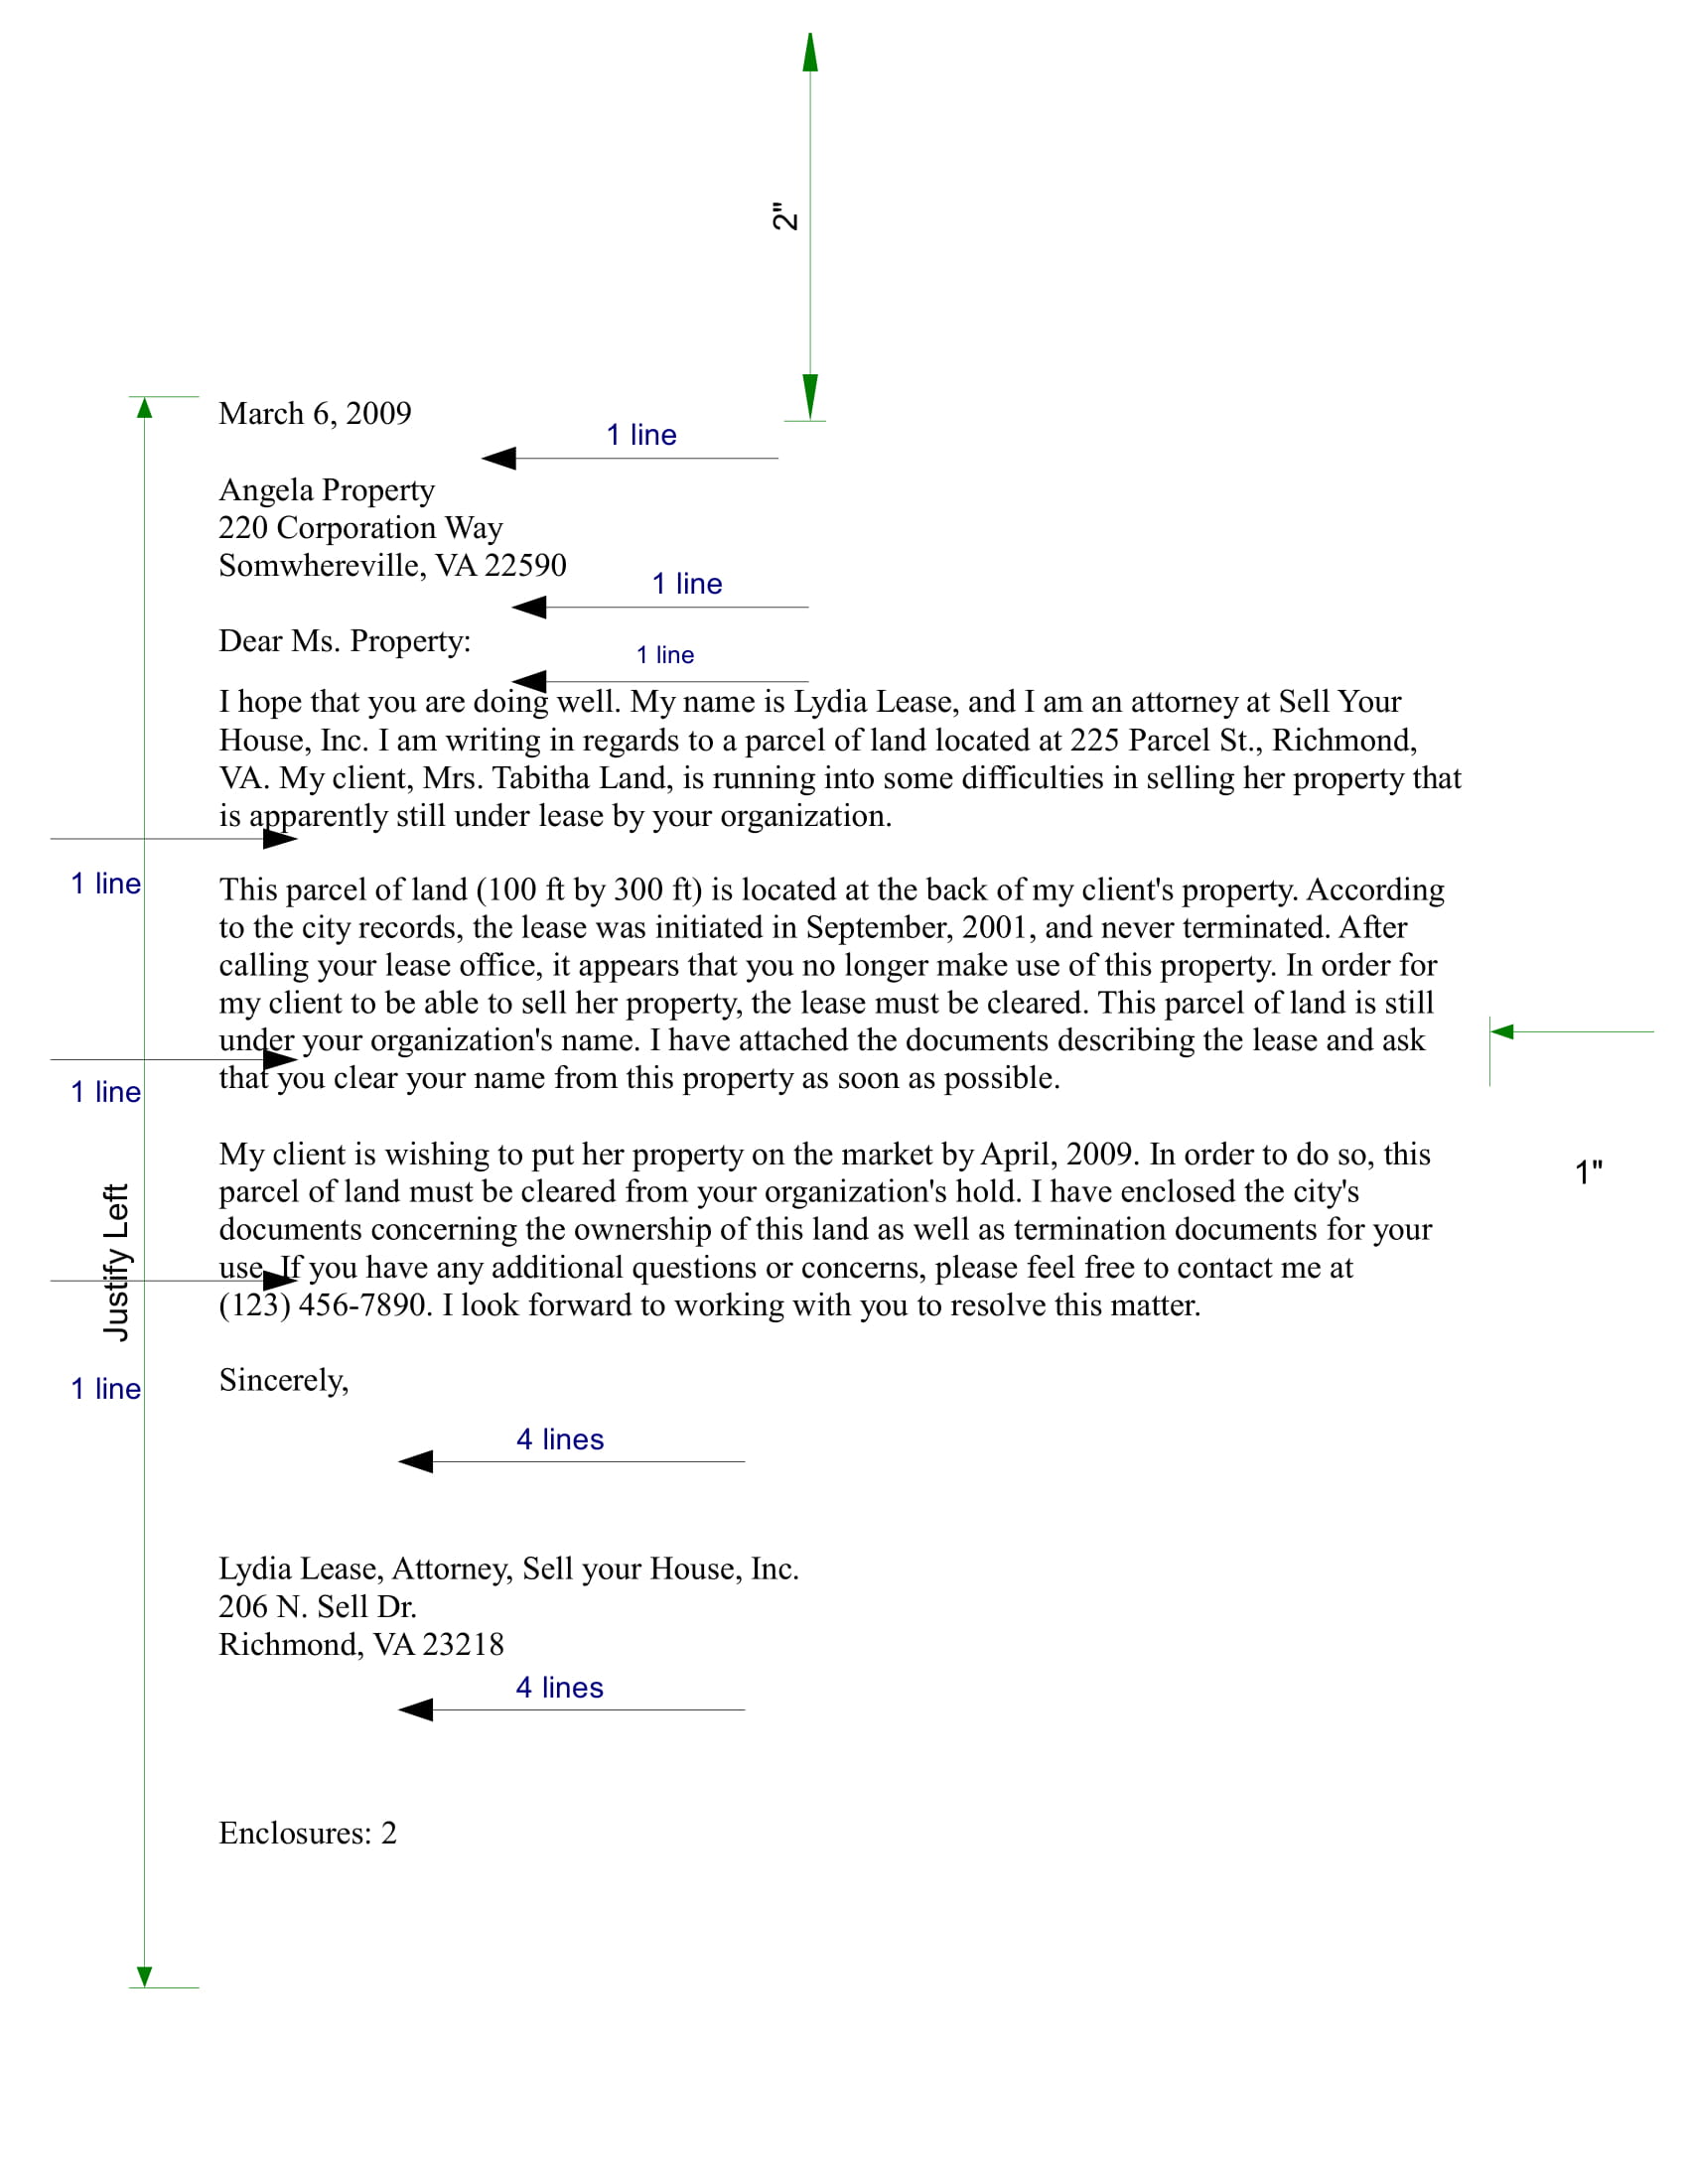 2"
March 6, 2009
1 line
Angela Property
220 Corporation Way
Somwhereville, VA 22590
1 line
Dear Ms. Property:
1 line
I hope that you are doing well. My name is Lydia Lease, and I am an attorney at Sell Your
House, Inc. I am writing in regards to a parcel of land located at 225 Parcel St., Richmond,
VA. My client, Mrs. Tabitha Land, is running into some difficulties in selling her property that
is apparently still under lease by your organization.
1 line
This parcel of land (100 ft by 300 ft) is located at the back of my client's property. According
to the city records, the lease was initiated in September, 2001, and never terminated. After
calling your lease office, it appears that you no longer make use of this property. In order for
my client to be able to sell her property, the lease must be cleared. This parcel of land is still
under your organization's name. I have attached the documents describing the lease and ask
that you clear your name from this property as soon as possible.
1 line
My client is wishing to put her property on the market by April, 2009. In order to do so, this
parcel of land must be cleared from your organization's hold. I have enclosed the city's
documents concerning the ownership of this land as well as termination documents for your
use. If you have any additional questions or concerns, please feel free to contact me at
(123) 456-7890. I look forward to working with you to resolve this matter.
1"
Justify Left
1 line
Sincerely,
4 lines
Lydia Lease, Attorney, Sell your House, Inc.
206 N. Sell Dr.
Richmond, VA 23218
4 lines
Enclosures: 2